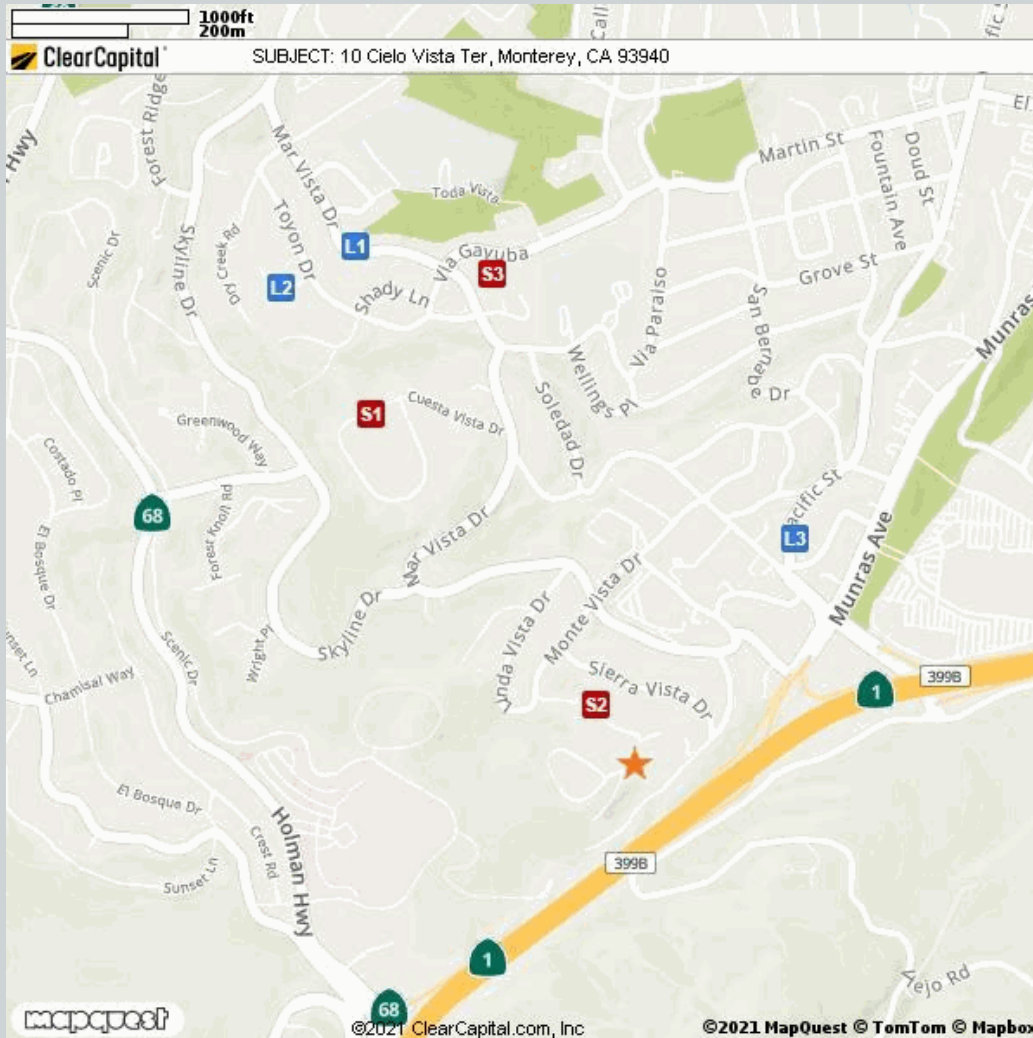 1000ft
200m
ClearCapital
SUBJECT: 10 Cielo Vista Ter, Monterey, CA 93940
Hwy
Forest Ridge
Mar Vista Dr
Toda Vista
Martin St
Fountain Ave
Doud St
El
Scenic Dr
Skyline Dr
Dry Creek Rd
Toyon Dr
L1
L2
Shady Ln
Via Gayuba
S3
Via Paraiso
Grove St
San Bernabe Dr
Munras
S1
Cuesta Vista Dr
Soledad Dr
Wellings Pl
Greenwood Way
Costado Pl
68
Forest Knoll Rd
El Bosque Dr
Mar Vista Dr
Pacific St
L3
Munras Ave
Skyline Dr
Wright Pl
Scenic Dr
Chamisal Way
Linda Vista Dr
Monte Vista Dr
Sierra Vista Dr
S2
1
399B
El Bosque Dr
Crest Rd
Sunset Ln
Holman Hwy
399B
1
68
Viejo Rd
mapquest
©2021 ClearCapital.com, Inc
©2021 MapQuest © TomTom © Mapbox